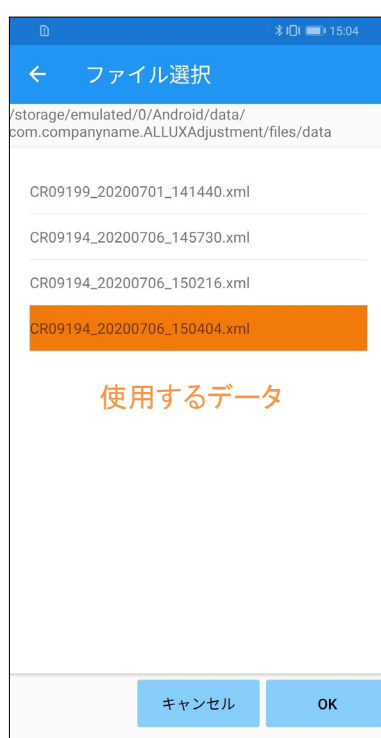 15:04
ファイル選択
/storage/emulated/0/Android/data/
com.companyname.ALLUXAdjustment/files/data
CR09199_20200701_141440.xml
CR09194_20200706_145730.xml
CR09194_20200706_150216.xml
CR09194_20200706_150404.xml
使用するデータ
キャンセル
OK